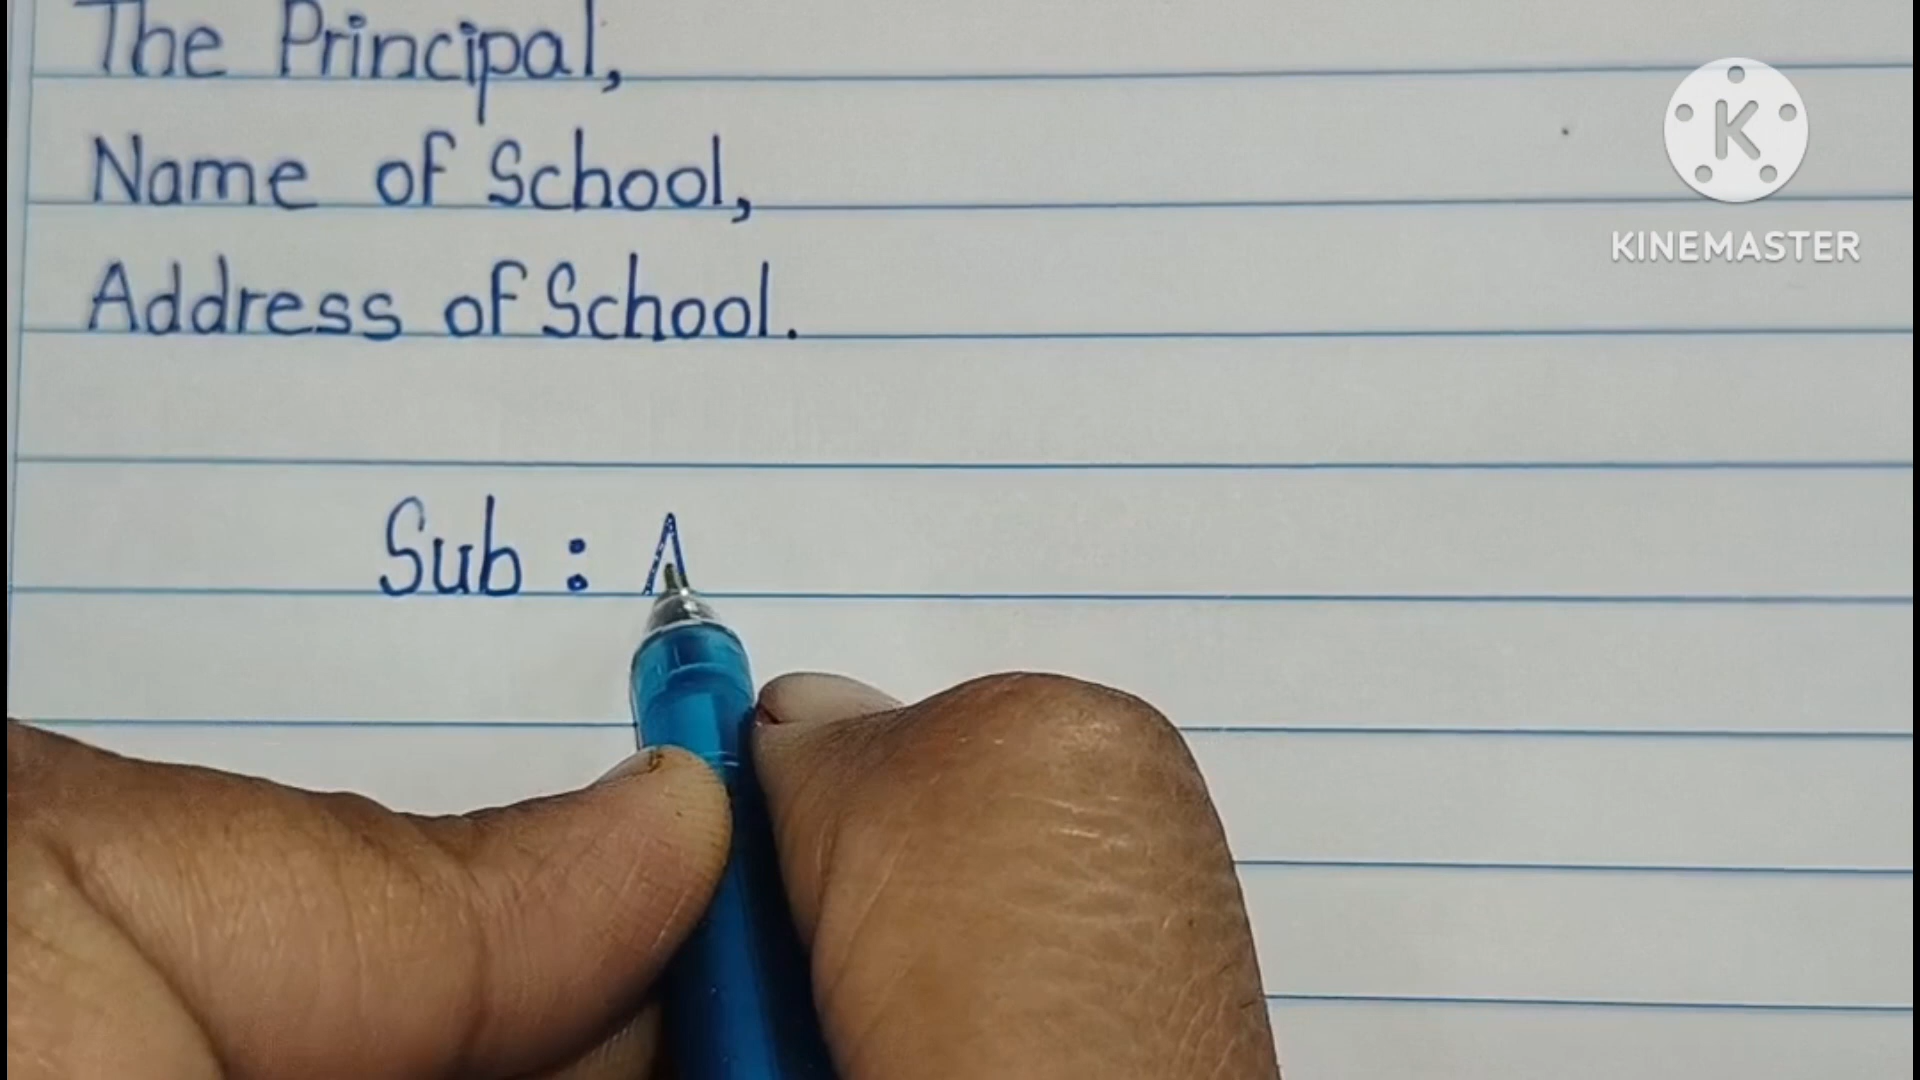 The Principal,
Name of School,
Address of School.
Sub : A
K
KINEMASTER